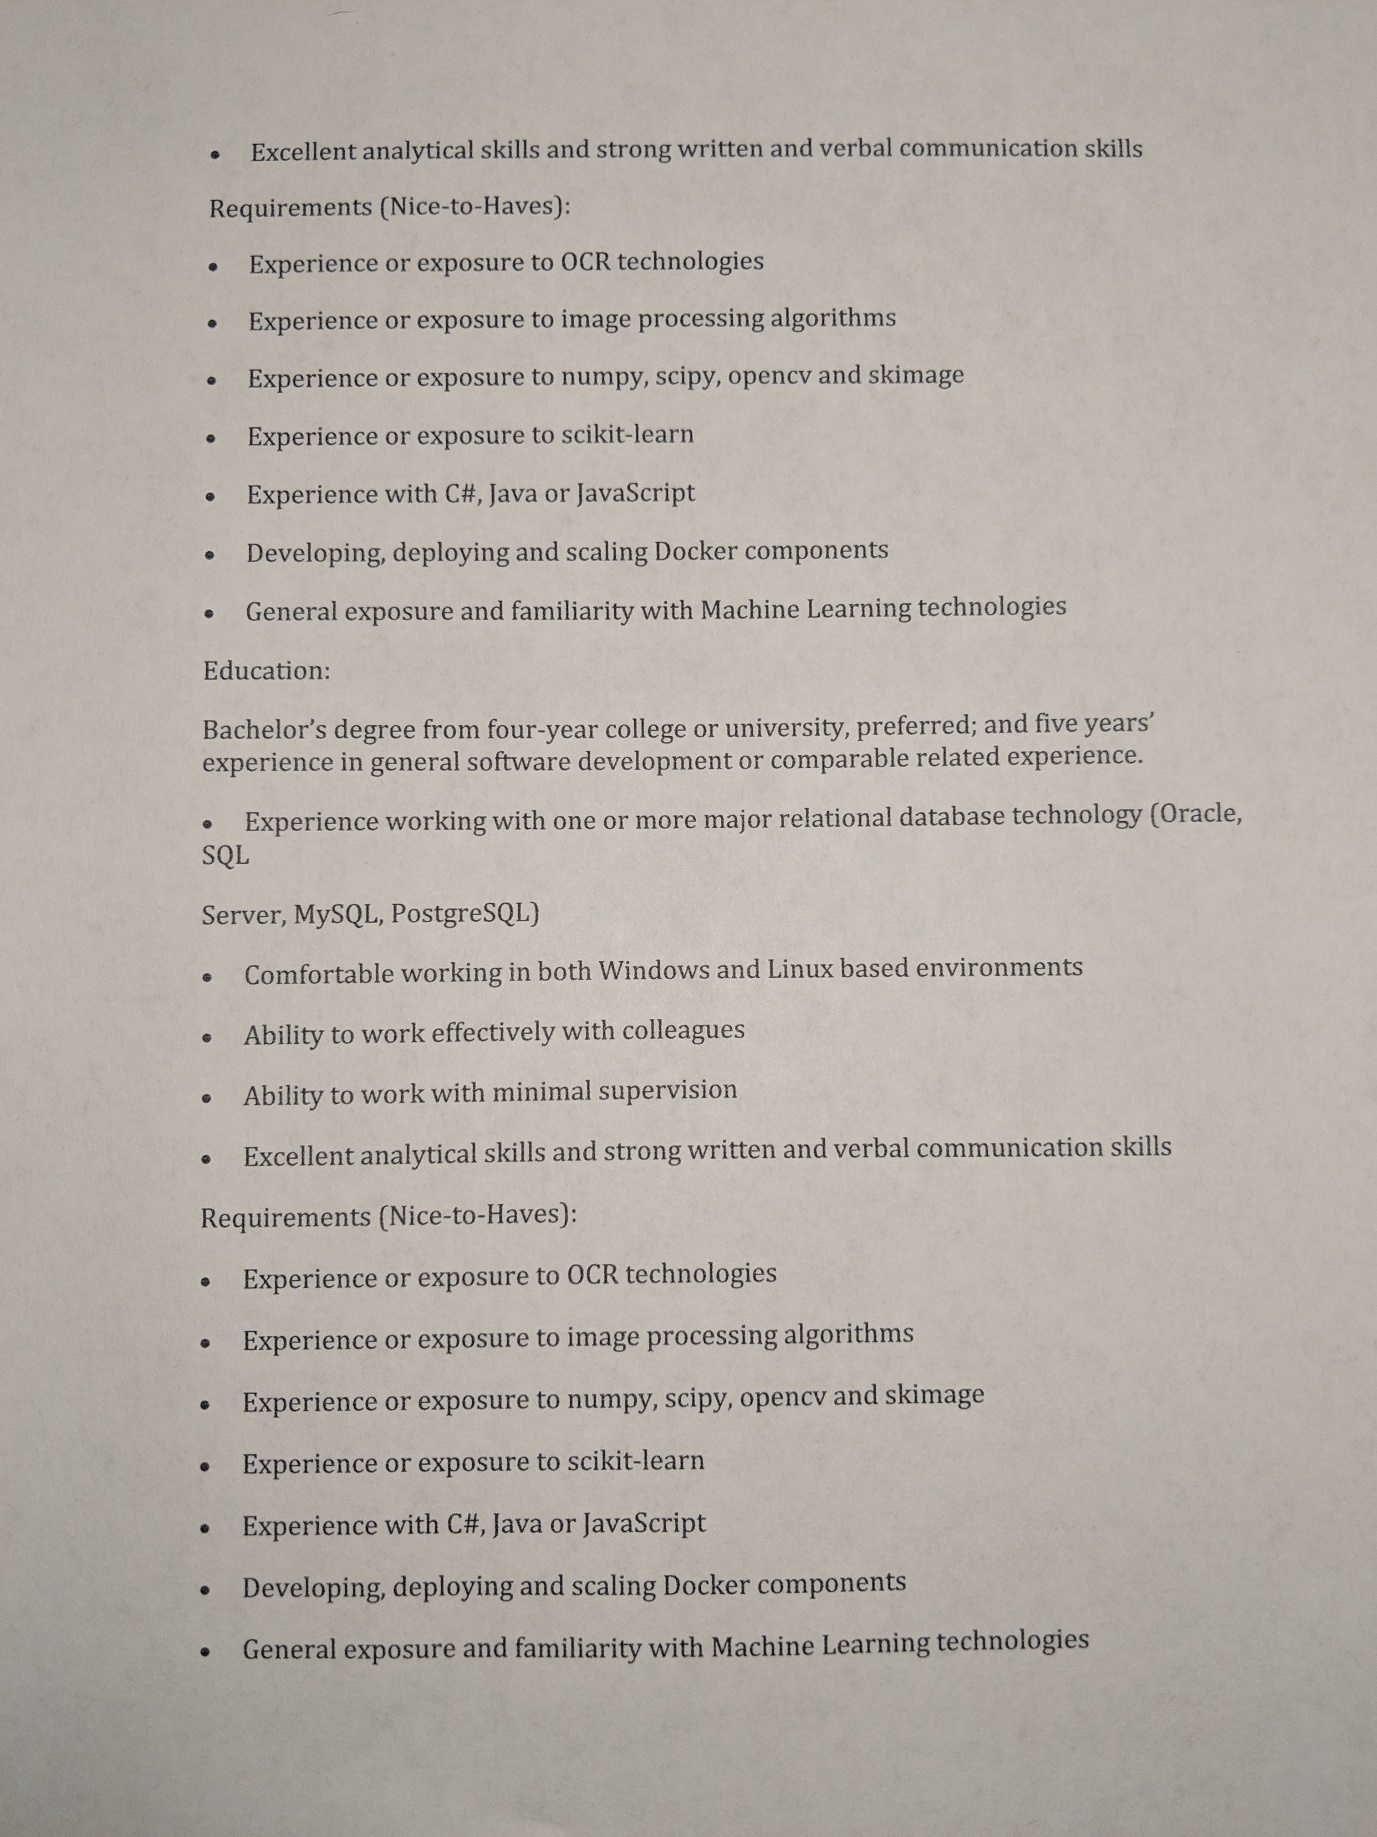 • Excellent analytical skills and strong written and verbal communication skills
Requirements (Nice-to-Haves):
• Experience or exposure to OCR technologies
• Experience or exposure to image processing algorithms
• Experience or exposure to numpy, scipy, opencv and skimage
• Experience or exposure to scikit-learn
• Experience with C#, Java or JavaScript
• Developing, deploying and scaling Docker components
• General exposure and familiarity with Machine Learning technologies
Education:
Bachelor’s degree from four-year college or university, preferred; and five years’
experience in general software development or comparable related experience.
• Experience working with one or more major relational database technology (Oracle,
SQL
Server, MySQL, PostgreSQL)
• Comfortable working in both Windows and Linux based environments
• Ability to work effectively with colleagues
• Ability to work with minimal supervision
• Excellent analytical skills and strong written and verbal communication skills
Requirements (Nice-to-Haves):
• Experience or exposure to OCR technologies
• Experience or exposure to image processing algorithms
• Experience or exposure to numpy, scipy, opencv and skimage
• Experience or exposure to scikit-learn
• Experience with C#, Java or JavaScript
• Developing, deploying and scaling Docker components
• General exposure and familiarity with Machine Learning technologies